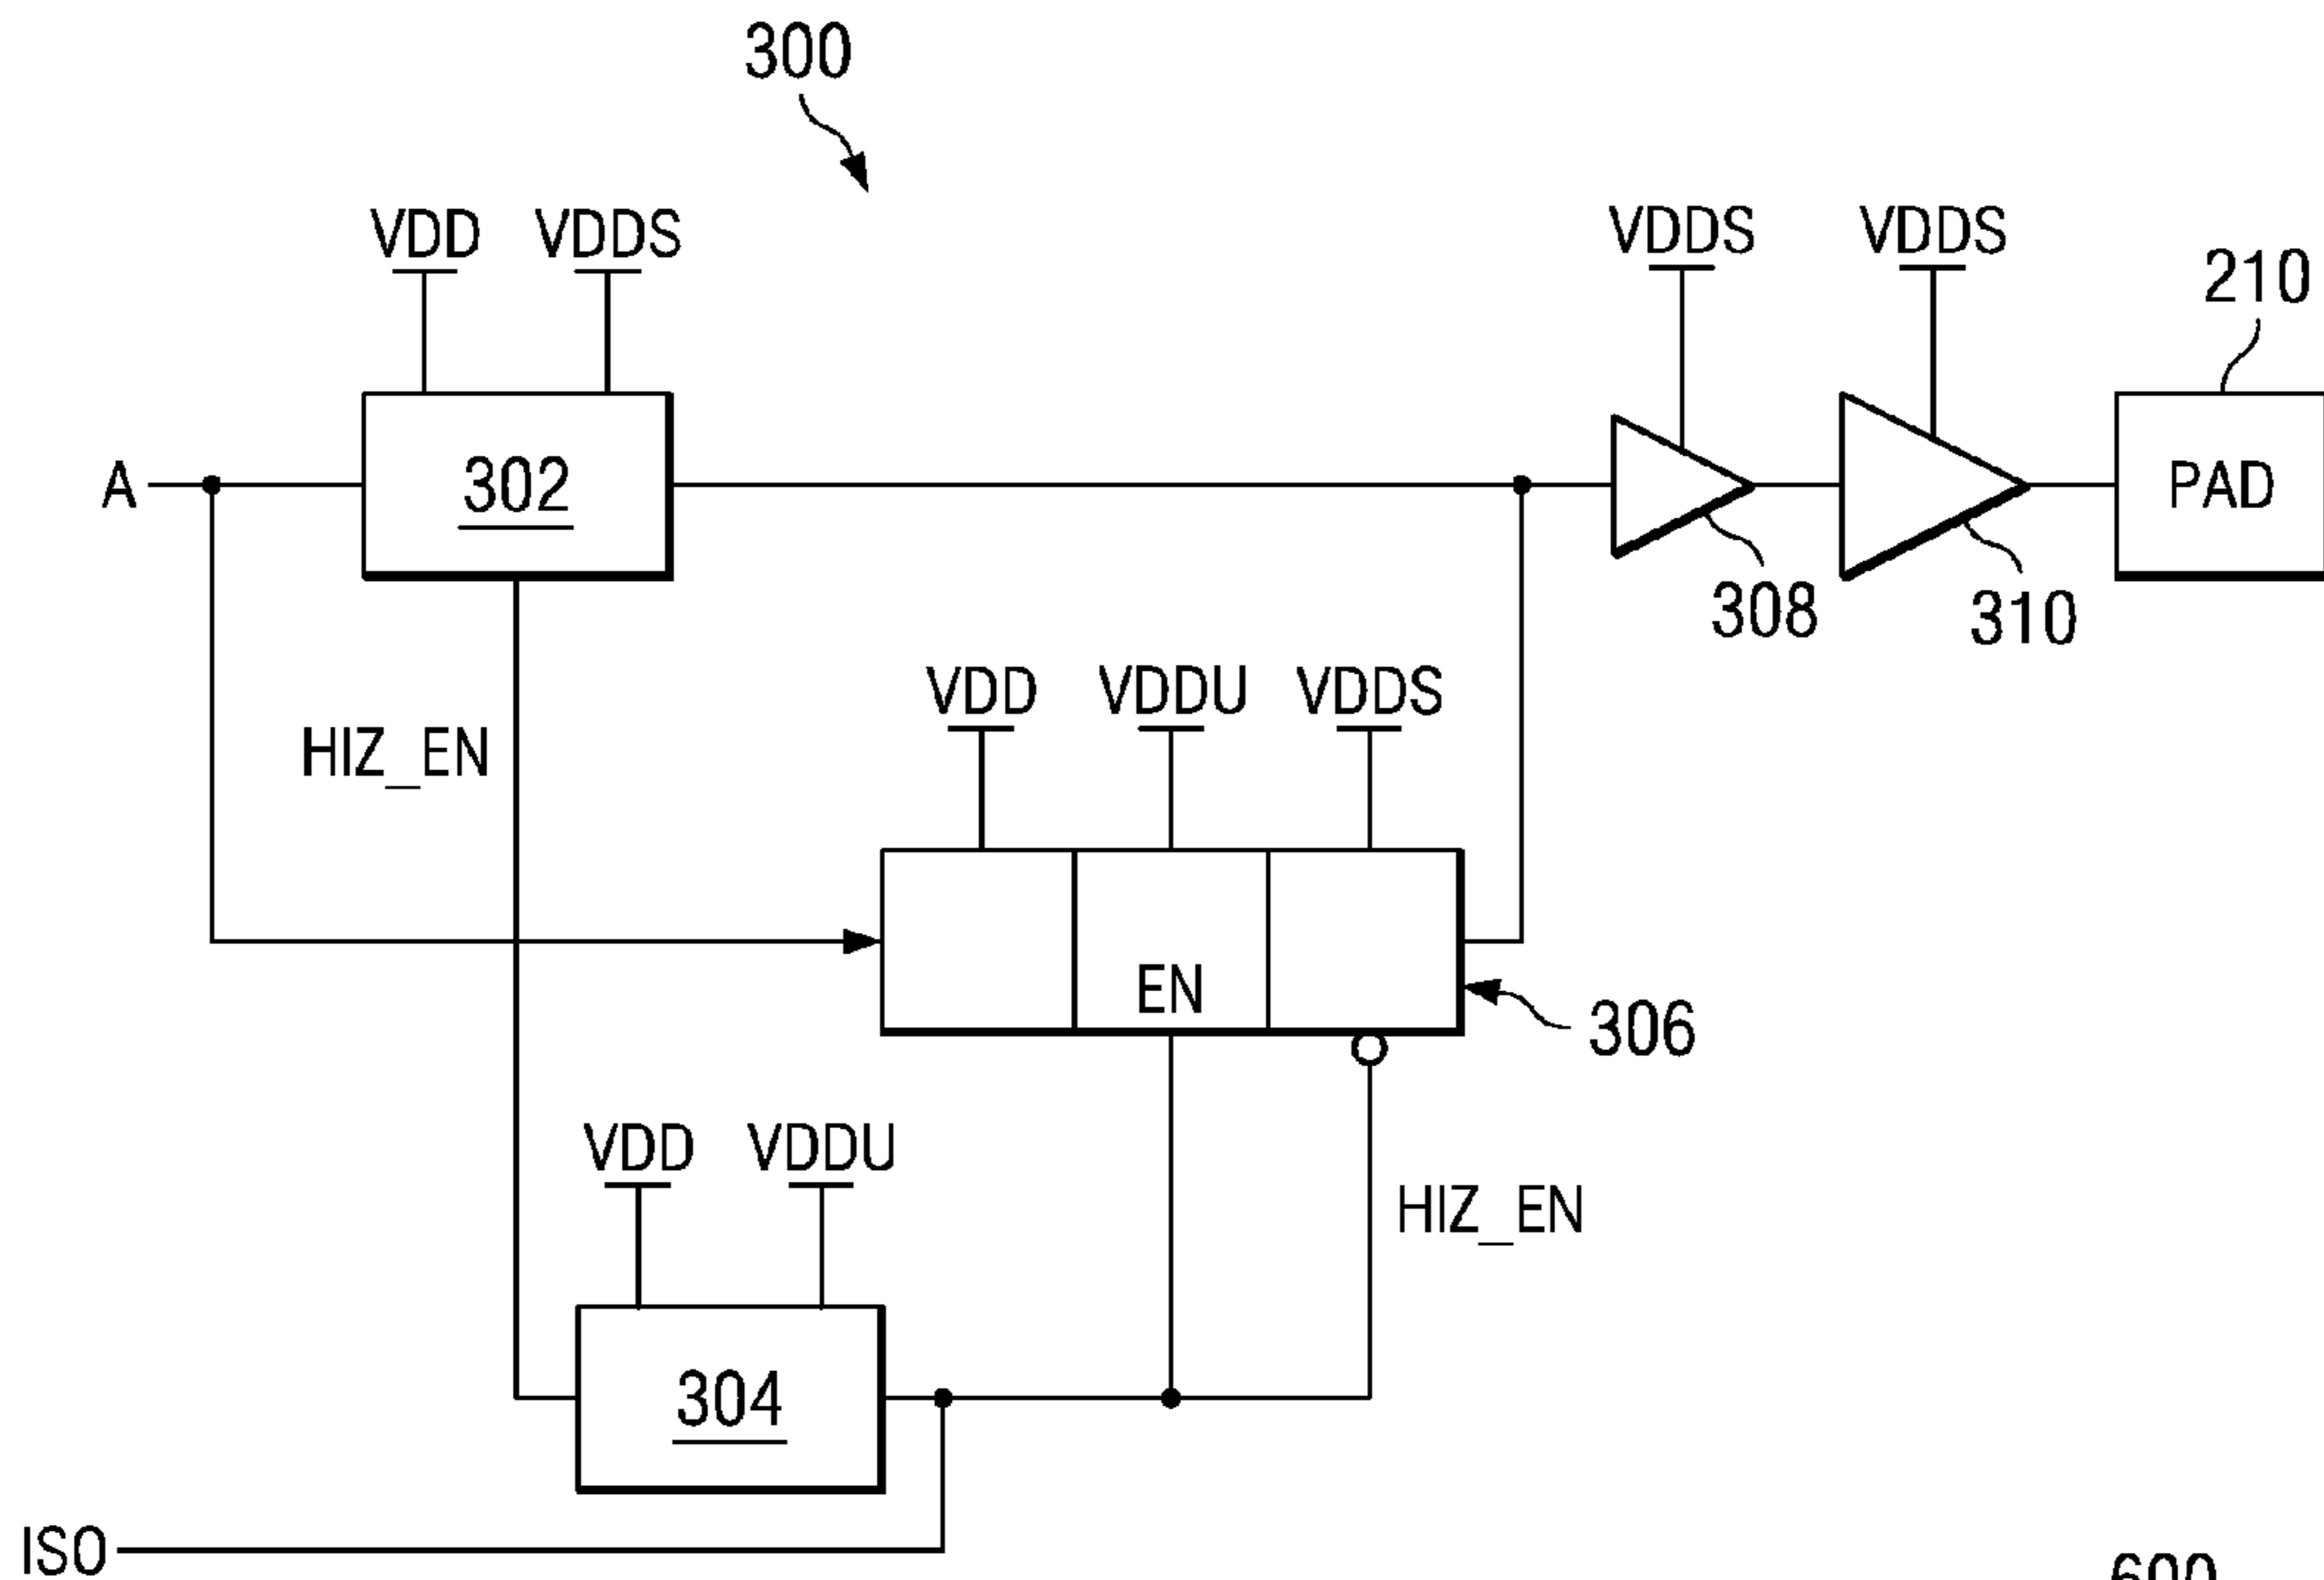 300
VDD VDDS
VDDS VDDS
210
A
302
PAD
308
310
VDD VDDU VDDS
HIZ_EN
EN
306
VDD VDDU
HIZ_EN
304
ISO